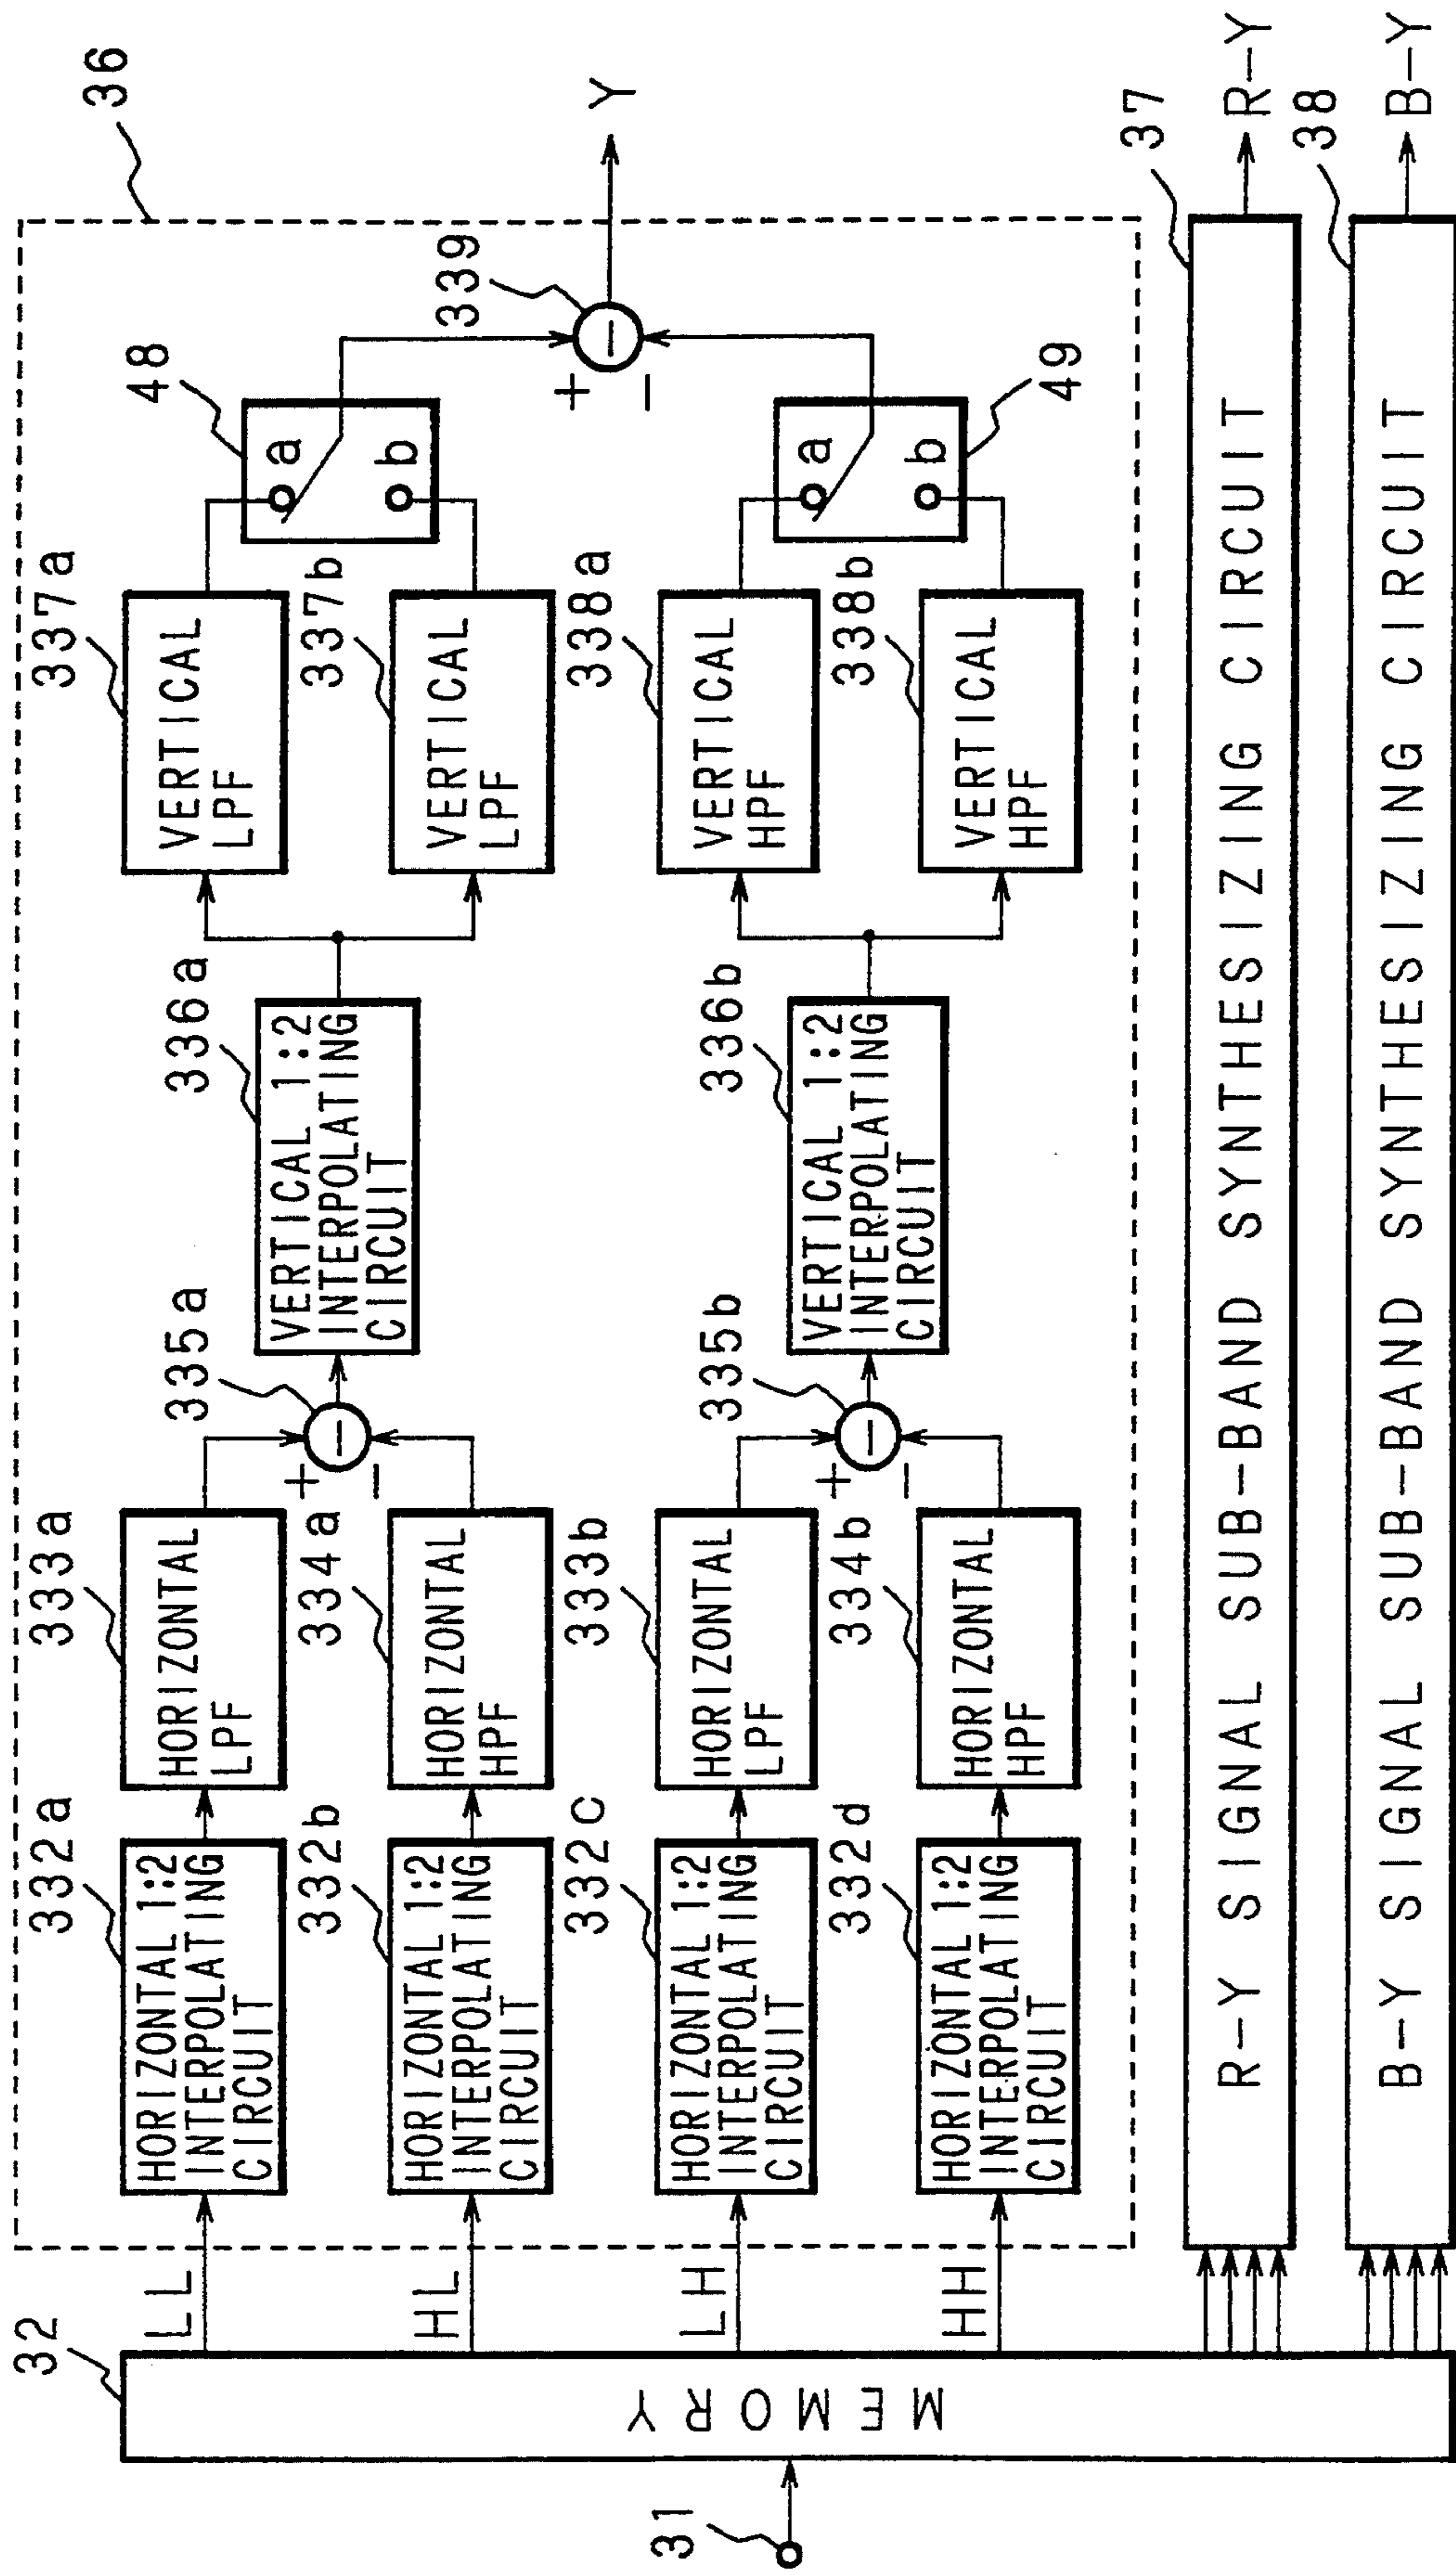 31
32
MEMORY
LL
HL
LH
HH
36
332a
HORIZONTAL 1:2
INTERPOLATING
CIRCUIT
333a
HORIZONTAL
LPF
332b
HORIZONTAL 1:2
INTERPOLATING
CIRCUIT
334a
HORIZONTAL
HPF
335a
+
−
−
336a
VERTICAL 1:2
INTERPOLATING
CIRCUIT
337a
VERTICAL
LPF
337b
VERTICAL
LPF
48
a
b
332c
HORIZONTAL 1:2
INTERPOLATING
CIRCUIT
333b
HORIZONTAL
LPF
332d
HORIZONTAL 1:2
INTERPOLATING
CIRCUIT
334b
HORIZONTAL
HPF
335b
+
−
−
336b
VERTICAL 1:2
INTERPOLATING
CIRCUIT
338a
VERTICAL
HPF
338b
VERTICAL
HPF
49
a
b
339
+
−
−
Y
37
R-Y SIGNAL SUB-BAND SYNTHESIZING CIRCUIT
R-Y
38
B-Y SIGNAL SUB-BAND SYNTHESIZING CIRCUIT
B-Y